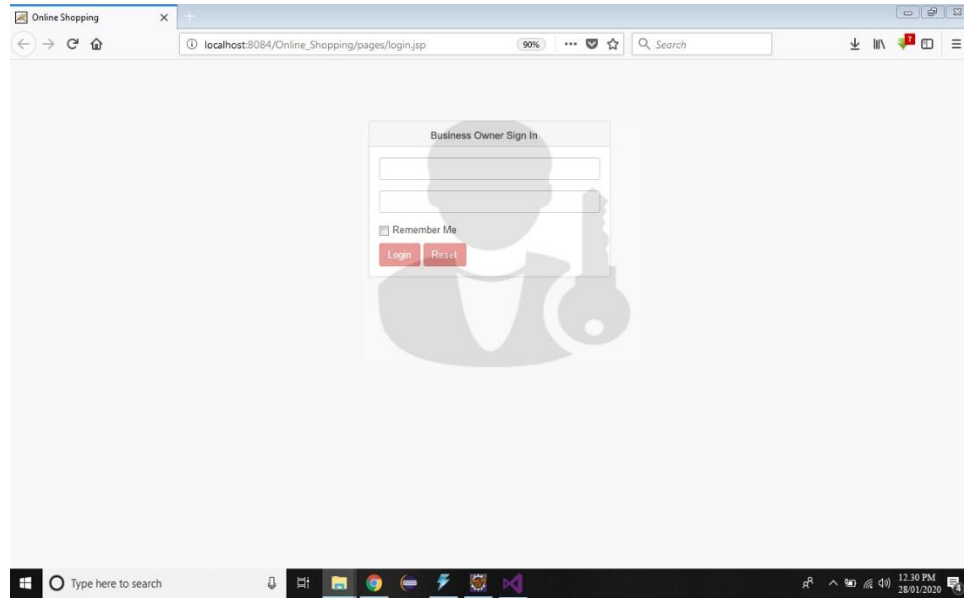 Online Shopping
localhost:8084/Online_Shopping/pages/login.jsp
90%
Search
?
Business Owner Sign In
Remember Me
Login Reset
Type here to search
12.30 PM
28/01/2020
4